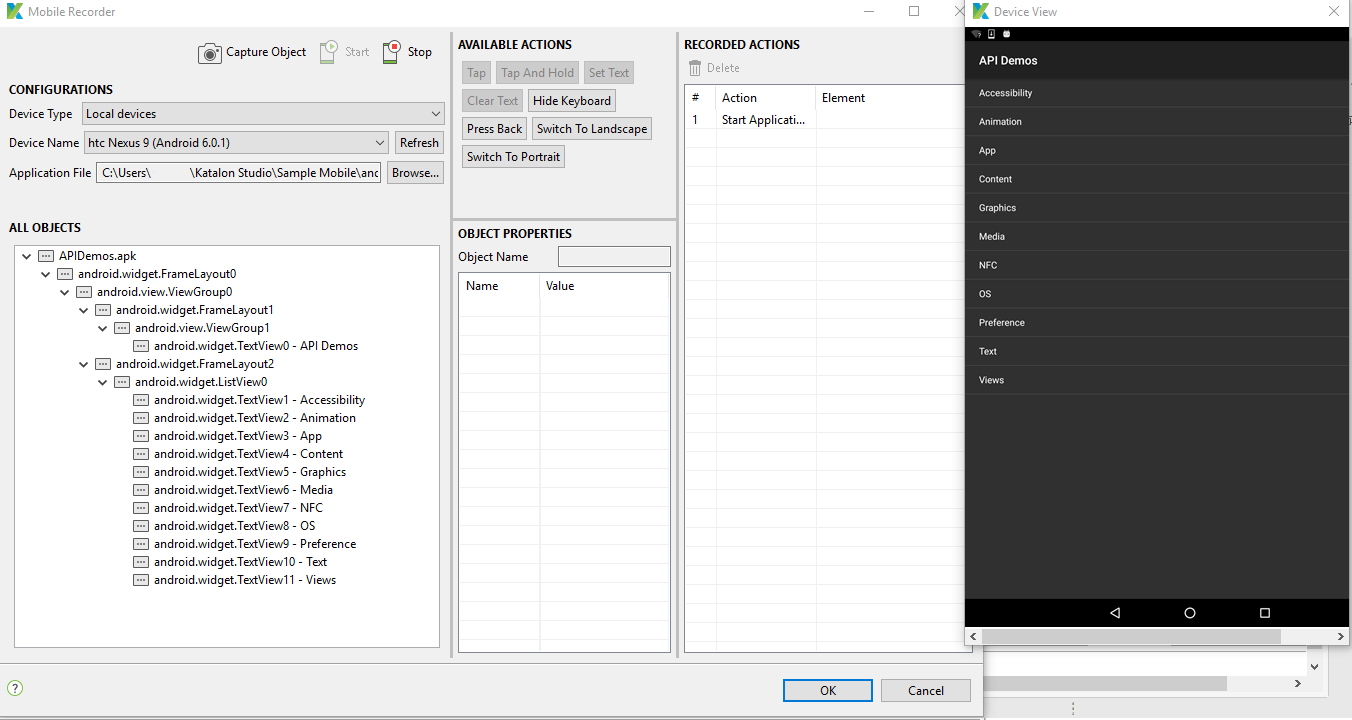 Mobile Recorder
Capture Object
Start
Stop
CONFIGURATIONS
Device Type
Local devices
Device Name
htc Nexus 9 (Android 6.0.1)
Refresh
Application File
C:\Users\ \Katalon Studio\Sample Mobile\anc
Browse...
ALL OBJECTS
APIDemos.apk
android.widget.FrameLayout0
android.view.ViewGroup0
android.widget.FrameLayout1
android.view.ViewGroup1
android.widget.TextView0 - API Demos
android.widget.FrameLayout2
android.widget.ListView0
android.widget.TextView1 - Accessibility
android.widget.TextView2 - Animation
android.widget.TextView3 - App
android.widget.TextView4 - Content
android.widget.TextView5 - Graphics
android.widget.TextView6 - Media
android.widget.TextView7 - NFC
android.widget.TextView8 - OS
android.widget.TextView9 - Preference
android.widget.TextView10 - Text
android.widget.TextView11 - Views
AVAILABLE ACTIONS
Tap
Tap And Hold
Set Text
Clear Text
Hide Keyboard
Press Back
Switch To Landscape
Switch To Portrait
OBJECT PROPERTIES
Object Name
Name Value
RECORDED ACTIONS
Delete
# Action Element
1 Start Applicati...
?
OK
Cancel
Device View
API Demos
Accessibility
Animation
App
Content
Graphics
Media
NFC
OS
Preference
Text
Views